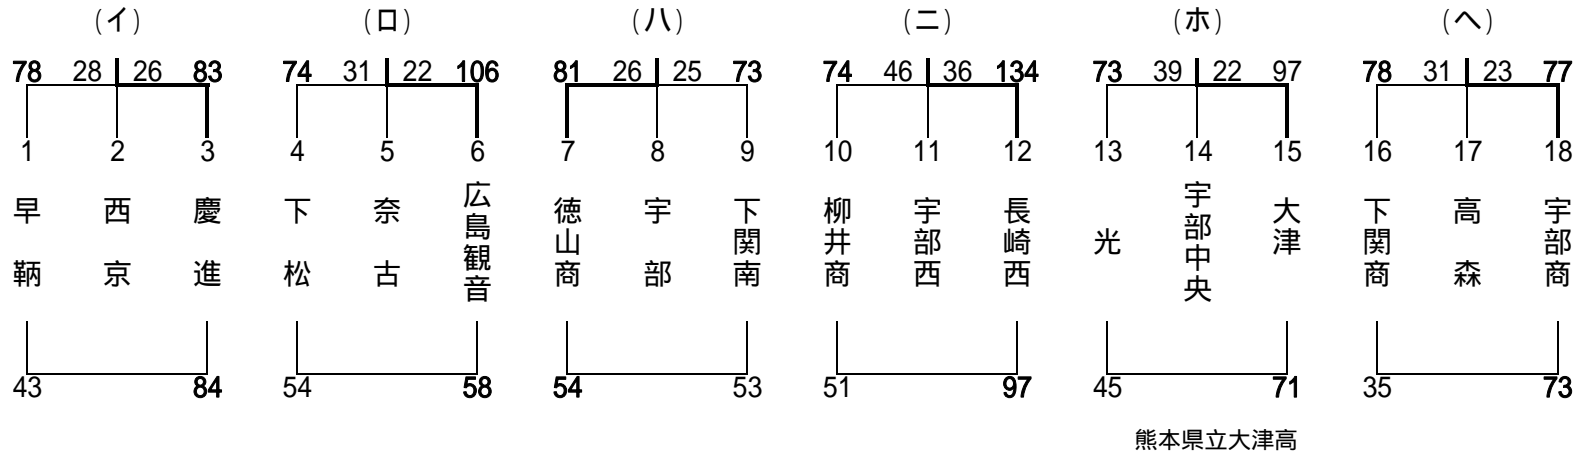 (イ) (ロ) (ハ) (ニ) (ホ) (ヘ)
78 28 26 83 74 31 22 106 81 26 25 73 74 46 36 134 73 39 22 97 78 31 23 77
1 2 3 4 5 6 7 8 9 10 11 12 13 14 15 16 17 18
早鞆
西京
慶進
下松
奈古
広島観音
徳山商
宇部
下関南
柳井商
宇部西
長崎西
光
宇部中央
大津
下関商
高森
宇部商
43 84 54 58 54 53 51 97 45 71 35 73
熊本県立大津高